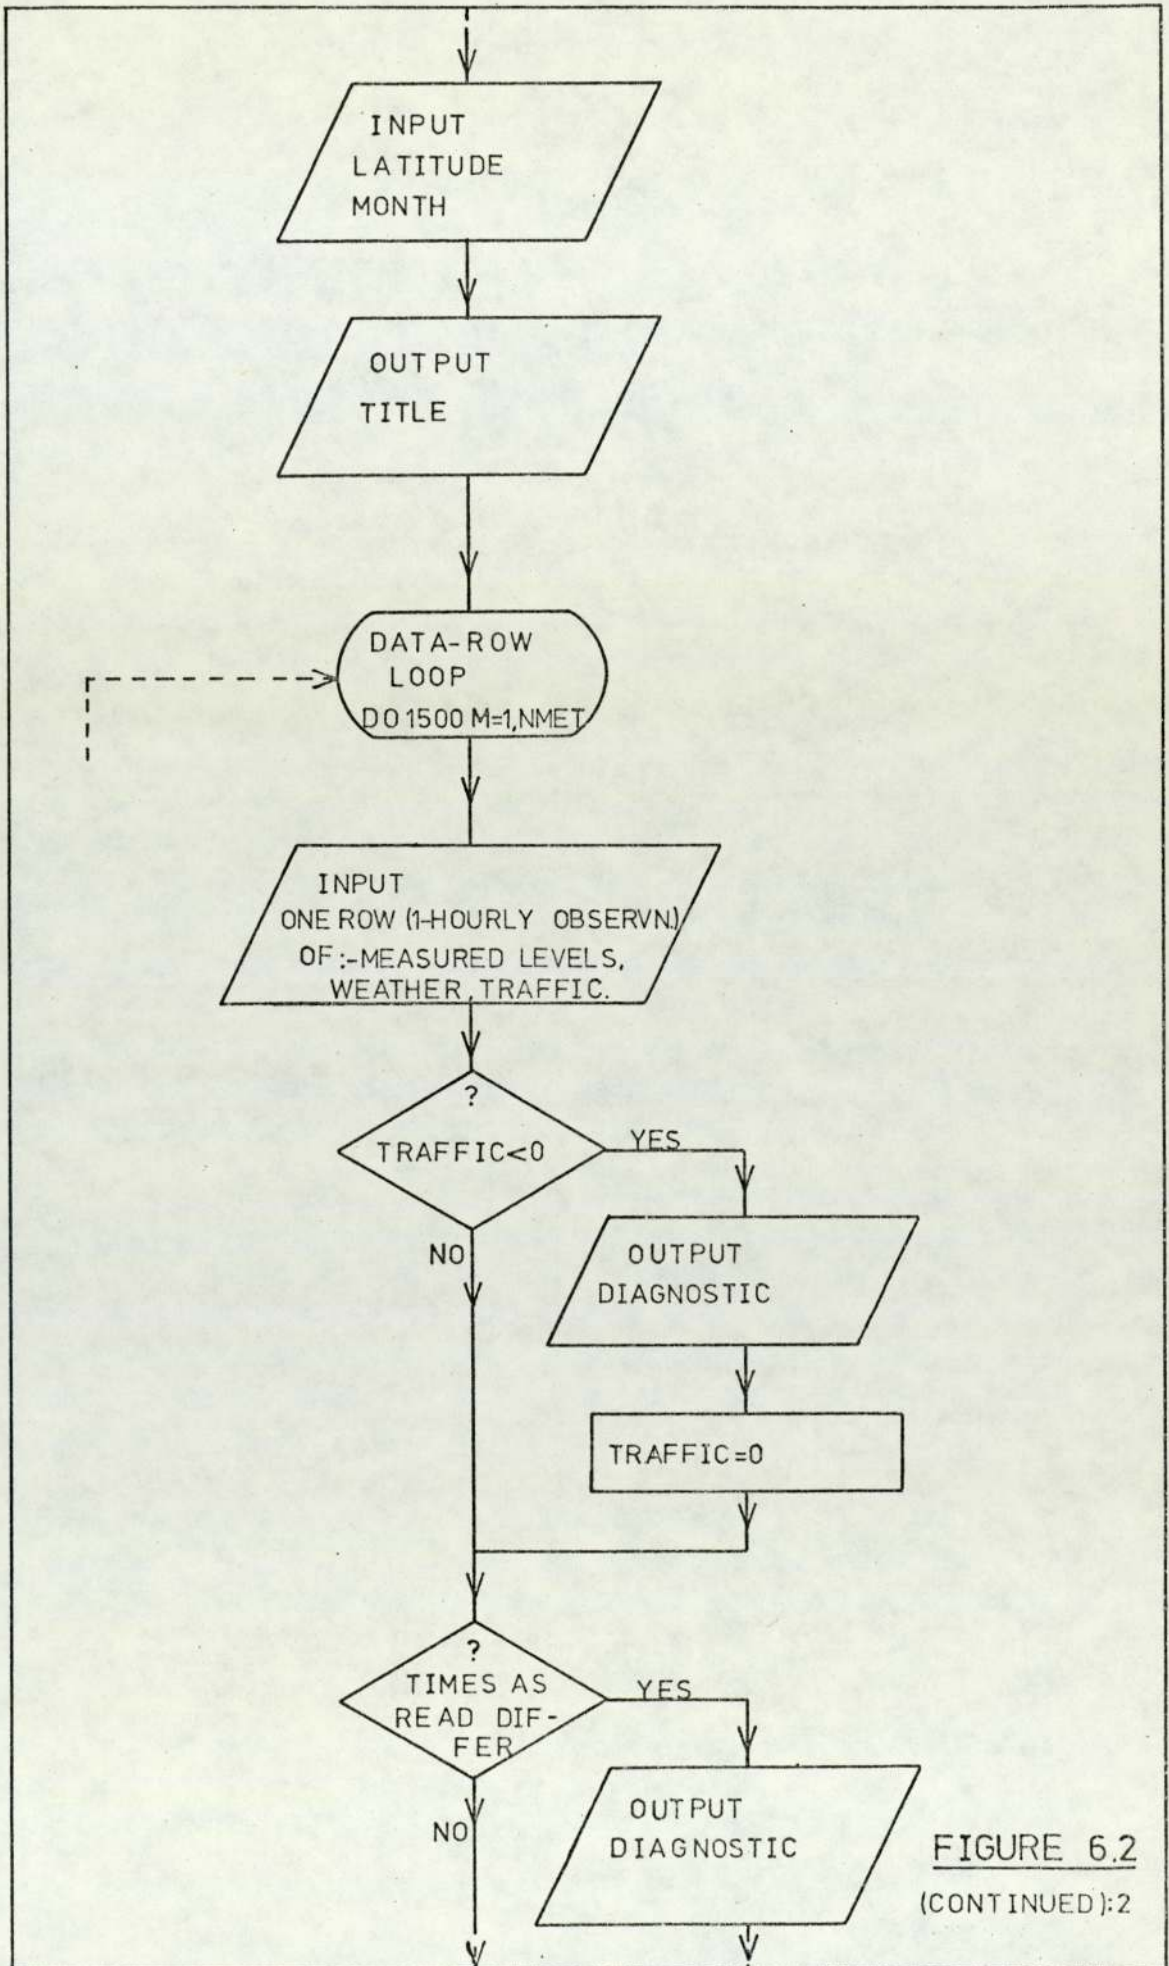 INPUT
LATITUDE
MONTH
OUTPUT
TITLE
DATA-ROW
LOOP
DO 1500 M=1,NMET
INPUT
ONE ROW (1-HOURLY OBSERVN.)
OF:-MEASURED LEVELS,
WEATHER, TRAFFIC.
?
TRAFFIC<0
YES
NO
OUTPUT
DIAGNOSTIC
TRAFFIC=0
?
TIMES AS
READ DIF-
FER
YES
NO
OUTPUT
DIAGNOSTIC
FIGURE 6.2
(CONTINUED):2